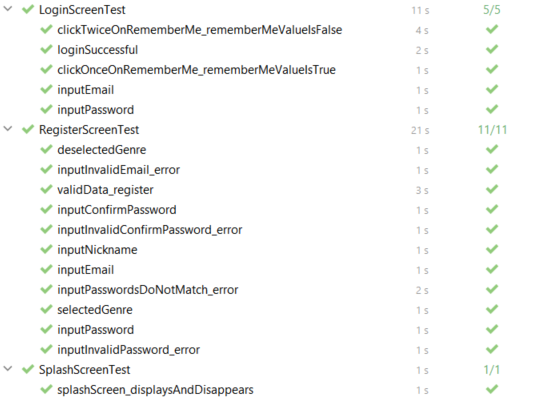 LoginScreenTest 11 s 5/5
clickTwiceOnRememberMe_rememberMeValueIsFalse 4 s
loginSuccessful 2 s
clickOnceOnRememberMe_rememberMeValueIsTrue 1 s
inputEmail 1 s
inputPassword 1 s
RegisterScreenTest 21 s 11/11
deselectedGenre 1 s
inputInvalidEmail_error 1 s
validData_register 3 s
inputConfirmPassword 1 s
inputInvalidConfirmPassword_error 1 s
inputNickname 1 s
inputEmail 1 s
inputPasswordsDoNotMatch_error 2 s
selectedGenre 1 s
inputPassword 1 s
inputInvalidPassword_error 1 s
SplashScreenTest 1 s 1/1
splashScreen_displaysAndDisappears 1 s